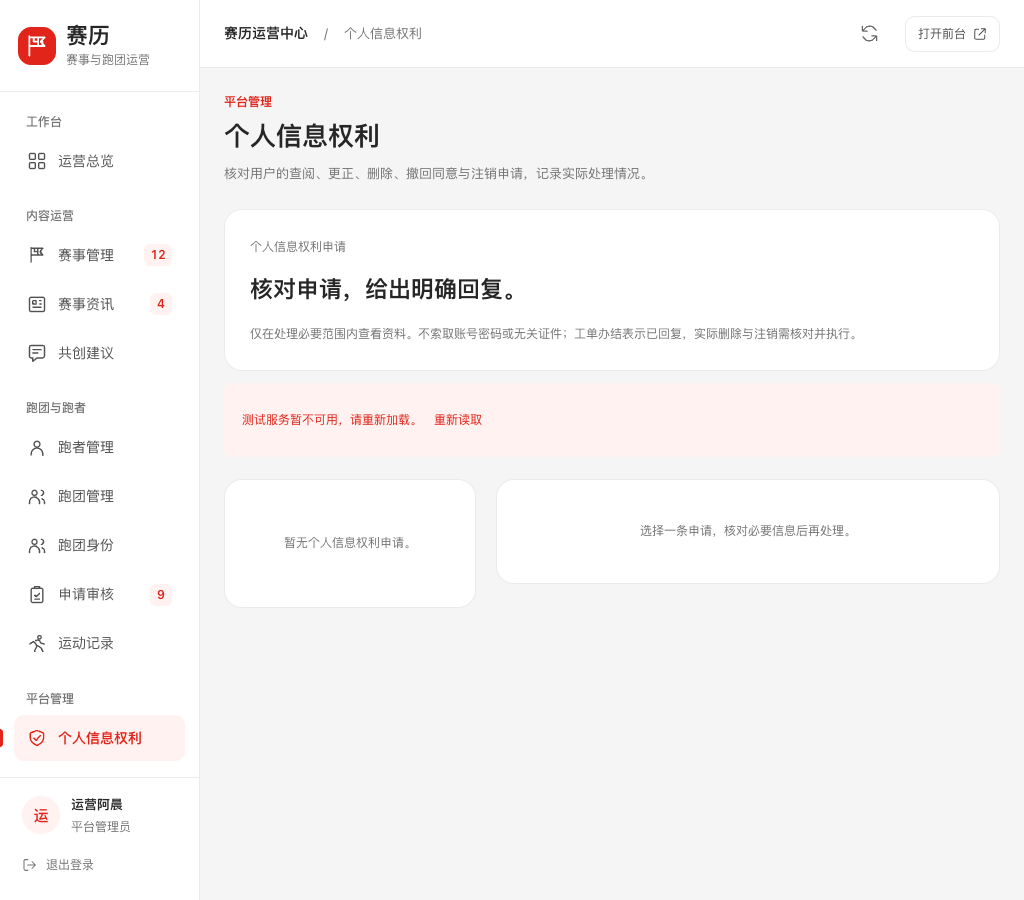 赛历
赛事与跑团运营
工作台
运营总览
内容运营
赛事管理 12
赛事资讯 4
共创建议
跑团与跑者
跑者管理
跑团管理
跑团身份
申请审核 9
运动记录
平台管理
个人信息权利
运
运营阿晨
平台管理员
退出登录
赛历运营中心 / 个人信息权利
打开前台
平台管理
个人信息权利
核对用户的查阅、更正、删除、撤回同意与注销申请，记录实际处理情况。
个人信息权利申请
核对申请，给出明确回复。
仅在处理必要范围内查看资料。不索取账号密码或无关证件；工单办结表示已回复，实际删除与注销需核对并执行。
测试服务暂不可用，请重新加载。 重新读取
暂无个人信息权利申请。
选择一条申请，核对必要信息后再处理。